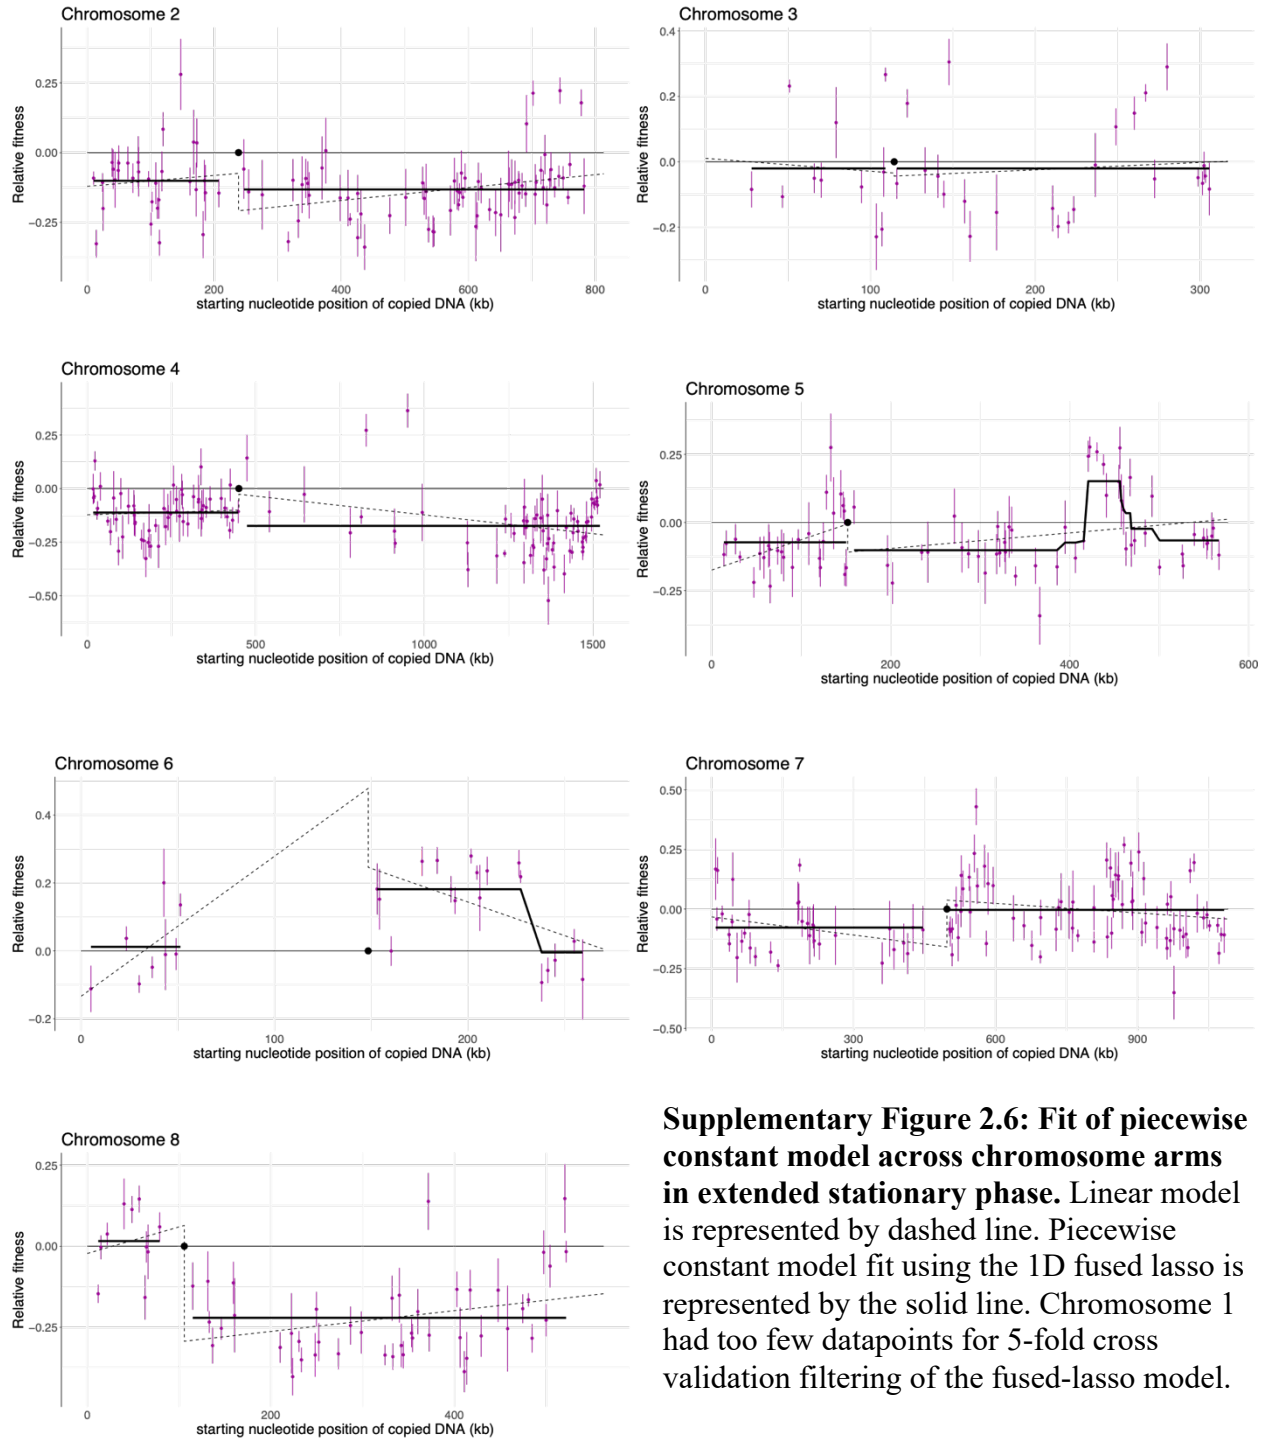 Chromosome 2
Relative fitness
0.25
0.00
−0.25
0 200 400 600 800
starting nucleotide position of copied DNA (kb)
Chromosome 3
Relative fitness
0.4
0.2
0.0
−0.2
0 100 200 300
starting nucleotide position of copied DNA (kb)
Chromosome 4
Relative fitness
0.25
0.00
−0.25
−0.50
0 500 1000 1500
starting nucleotide position of copied DNA (kb)
Chromosome 5
Relative fitness
0.25
0.00
−0.25
0 200 400 600
starting nucleotide position of copied DNA (kb)
Chromosome 6
Relative fitness
0.4
0.2
0.0
−0.2
0 100 200
starting nucleotide position of copied DNA (kb)
Chromosome 7
Relative fitness
0.50
0.25
0.00
−0.25
−0.50
0 300 600 900
starting nucleotide position of copied DNA (kb)
Chromosome 8
Relative fitness
0.25
0.00
−0.25
0 200 400
starting nucleotide position of copied DNA (kb)
Supplementary Figure 2.6: Fit of piecewise
constant model across chromosome arms
in extended stationary phase. Linear model
is represented by dashed line. Piecewise
constant model fit using the 1D fused lasso is
represented by the solid line. Chromosome 1
had too few datapoints for 5-fold cross
validation filtering of the fused-lasso model.